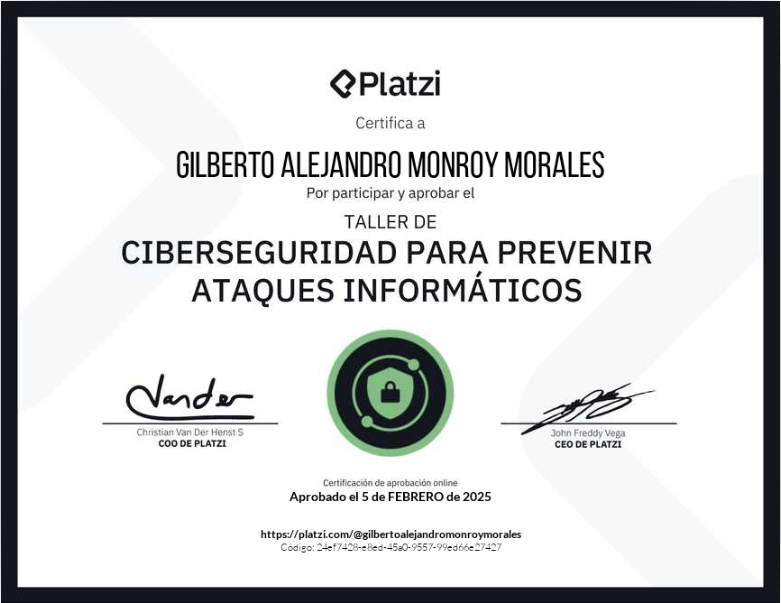 Platzi
Certifica a
GILBERTO ALEJANDRO MONROY MORALES
Por participar y aprobar el
TALLER DE
CIBERSEGURIDAD PARA PREVENIR
ATAQUES INFORMÁTICOS
Vander
Christian Van Der Henst S
COO DE PLATZI
John Freddy Vega
CEO DE PLATZI
Certificación de aprobación online
Aprobado el 5 de FEBRERO de 2025
https://platzi.com/@gilbertoalejandromonroymorales
Código: 24ef7428-e8ed-45a0-9557-99ed66e27427